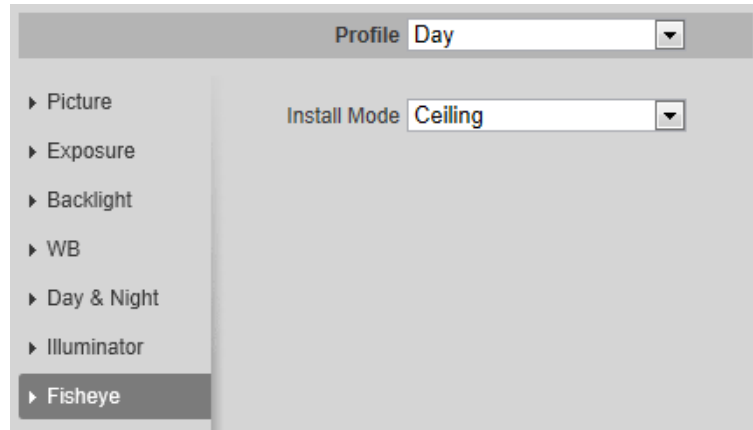 Profile Day
Picture
Install Mode Ceiling
Exposure
Backlight
WB
Day & Night
Illuminator
Fisheye